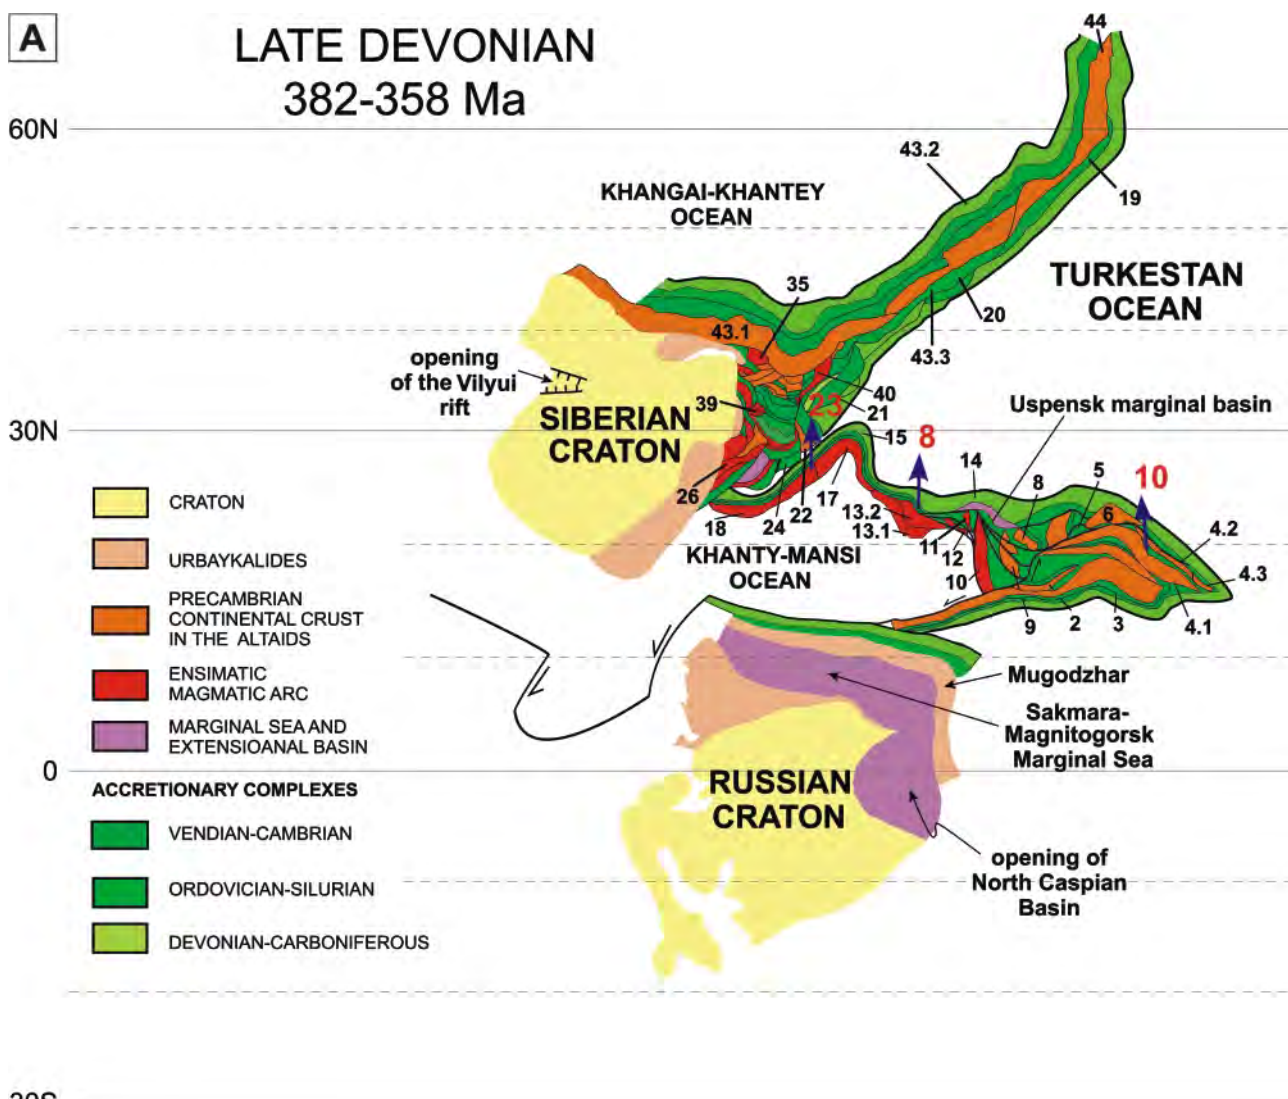 A
LATE DEVONIAN
382-358 Ma
44
60N
43.2
KHANGAI-KHANTEY
OCEAN
19
TURKESTAN
OCEAN
35
20
43.1
43.3
opening
of the Vilyui
rift
40
39
23
21
Uspensk marginal basin
SIBERIAN
CRATON
30N
15
8
14
8
5
10
26
17
6
18
24
22
13.2
13.1
11
12
4.2
KHANTY-MANSI
OCEAN
10
4.3
9
2
3
4.1
CRATON
URBAYKALIDES
PRECAMBRIAN
CONTINENTAL CRUST
IN THE ALTAIDS
ENSIMATIC
MAGMATIC ARC
MARGINAL SEA AND
EXTENSIOANAL BASIN
ACCRETIONARY COMPLEXES
VENDIAN-CAMBRIAN
ORDOVICIAN-SILURIAN
DEVONIAN-CARBONIFEROUS
Mugodzhar
Sakmara-
Magnitogorsk
Marginal Sea
0
RUSSIAN
CRATON
opening of
North Caspian
Basin